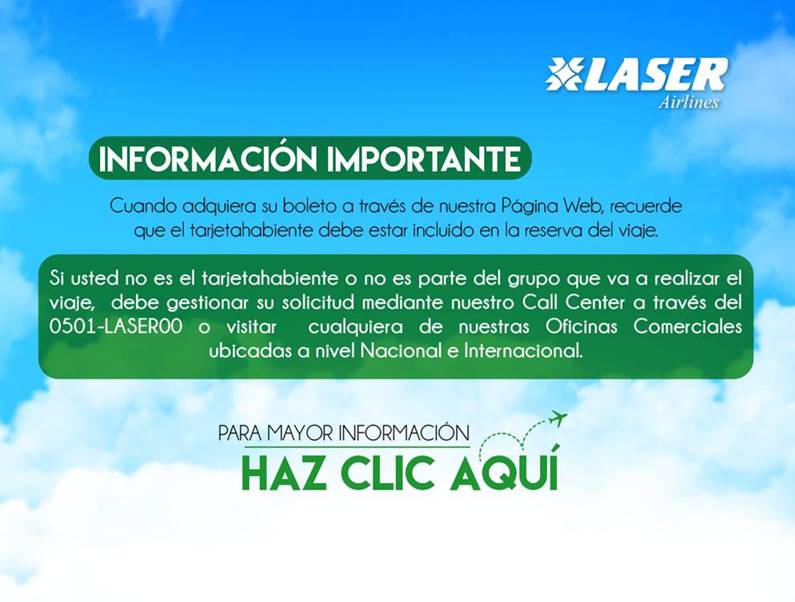 LASER
Airlines
INFORMACIÓN IMPORTANTE
Cuando adquiera su boleto a través de nuestra Página Web, recuerde
que el tarjetahabiente debe estar incluido en la reserva del viaje.
Si usted no es el tarjetahabiente o no es parte del grupo que va a realizar el
viaje, debe gestionar su solicitud mediante nuestro Call Center a través del
0501-LASER00 o visitar cualquiera de nuestras Oficinas Comerciales
ubicadas a nivel Nacional e Internacional.
PARA MAYOR INFORMACIÓN
HAZ CLIC AQUÍ